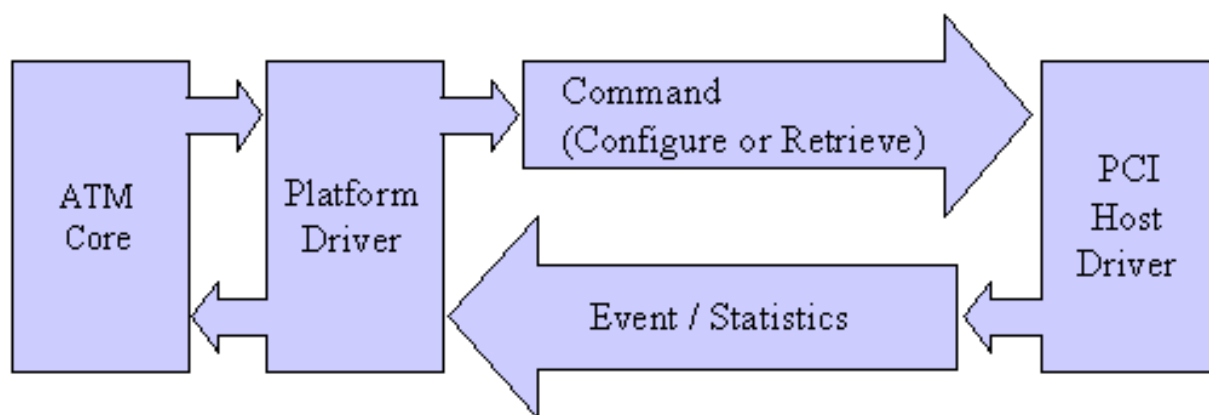 ATM
Core
Platform
Driver
Command
(Configure or Retrieve)
Event / Statistics
PCI
Host
Driver